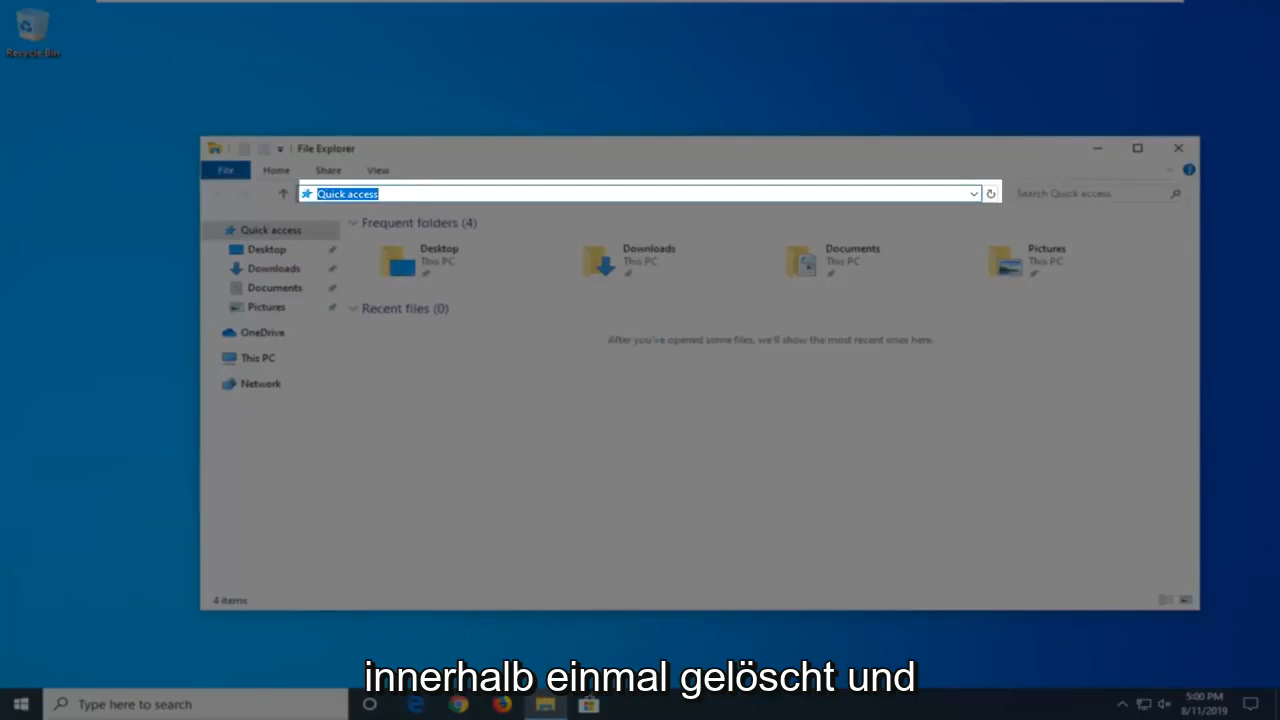 Recycle Bin
File Explorer
File Home Share View
Quick access
Search Quick access
Quick access
Desktop
Downloads
Documents
Pictures
OneDrive
This PC
Network
Frequent folders (4)
Desktop
This PC
Downloads
This PC
Documents
This PC
Pictures
This PC
Recent files (0)
After you've opened some files, we'll show the most recent ones here.
4 items
innerhalb einmal gelöscht und
Type here to search
5:00 PM
8/11/2019